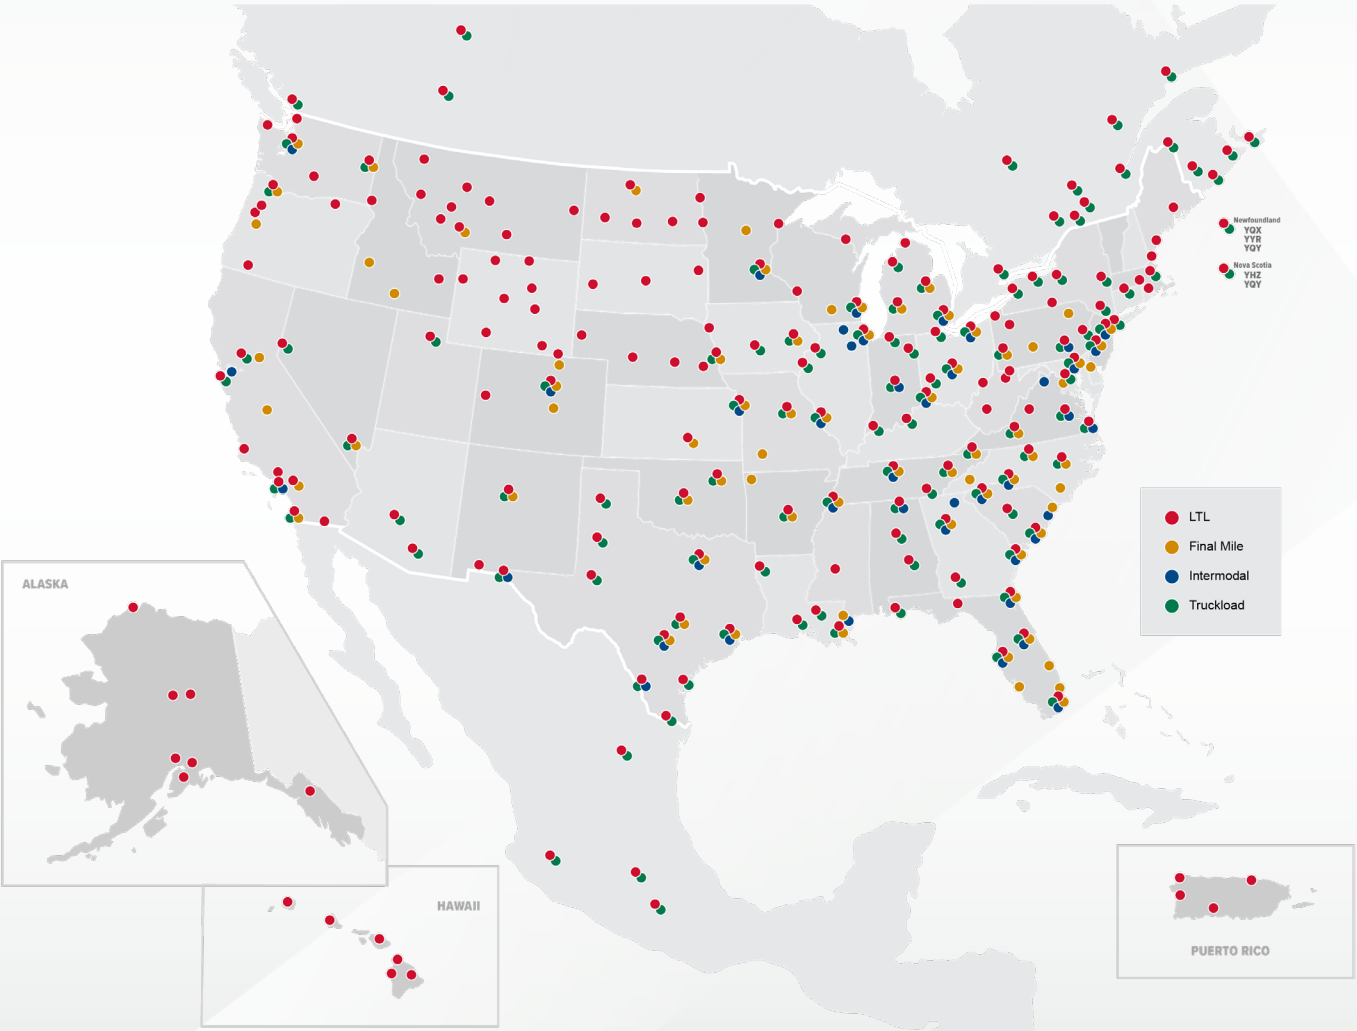 Newfoundland
YQX
YYR
YQY
Nova Scotia
YHZ
YQY
LTL
Final Mile
Intermodal
Truckload
ALASKA
HAWAII
PUERTO RICO